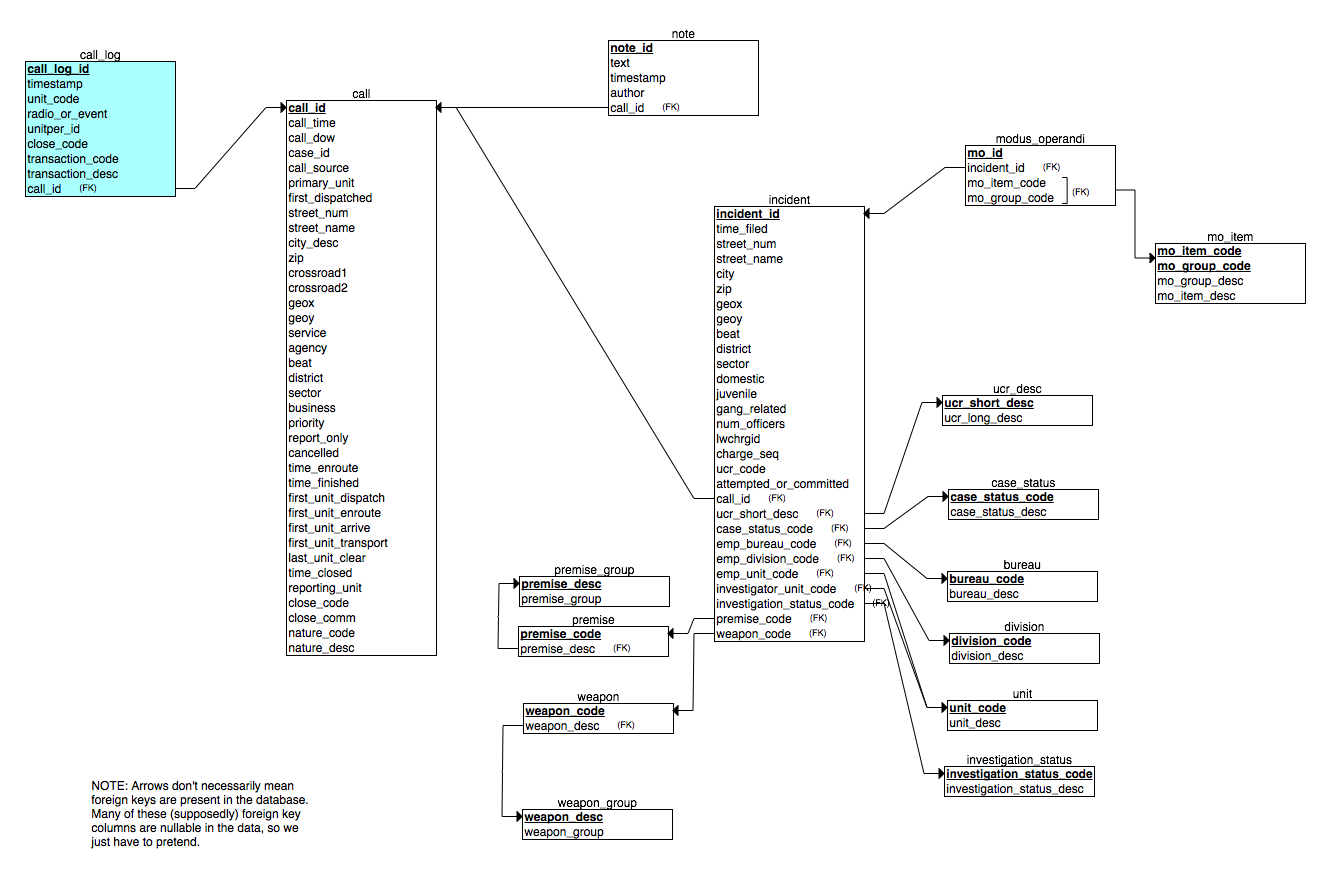 call_log
call_log_id
timestamp
unit_code
radio_or_event
unitper_id
close_code
transaction_code
transaction_desc
call_id (FK)
call
call_id
call_time
call_dow
case_id
call_source
primary_unit
first_dispatched
street_num
street_name
city_desc
zip
crossroad1
crossroad2
geox
geoy
service
agency
beat
district
sector
business
priority
report_only
cancelled
time_enroute
time_finished
first_unit_dispatch
first_unit_enroute
first_unit_arrive
first_unit_transport
last_unit_clear
time_closed
reporting_unit
close_code
close_comm
nature_code
nature_desc
note
note_id
text
timestamp
author
call_id (FK)
incident
incident_id
time_filed
street_num
street_name
city
zip
geox
geoy
beat
district
sector
domestic
juvenile
gang_related
num_officers
lwchrgid
charge_seq
ucr_code
attempted_or_committed
call_id (FK)
ucr_short_desc (FK)
case_status_code (FK)
emp_bureau_code (FK)
emp_division_code (FK)
emp_unit_code (FK)
investigator_unit_code (FK)
investigation_status_code (FK)
premise_code (FK)
weapon_code (FK)
modus_operandi
mo_id
incident_id (FK)
mo_item_code
mo_group_code
(FK)
mo_item
mo_item_code
mo_group_code
mo_group_desc
mo_item_desc
ucr_desc
ucr_short_desc
ucr_long_desc
case_status
case_status_code
case_status_desc
bureau
bureau_code
bureau_desc
division
division_code
division_desc
unit
unit_code
unit_desc
investigation_status
investigation_status_code
investigation_status_desc
premise_group
premise_desc
premise_group
premise
premise_code
premise_desc (FK)
weapon
weapon_code
weapon_desc (FK)
weapon_group
weapon_desc
weapon_group
NOTE: Arrows don't necessarily mean
foreign keys are present in the database.
Many of these (supposedly) foreign key
columns are nullable in the data, so we
just have to pretend.